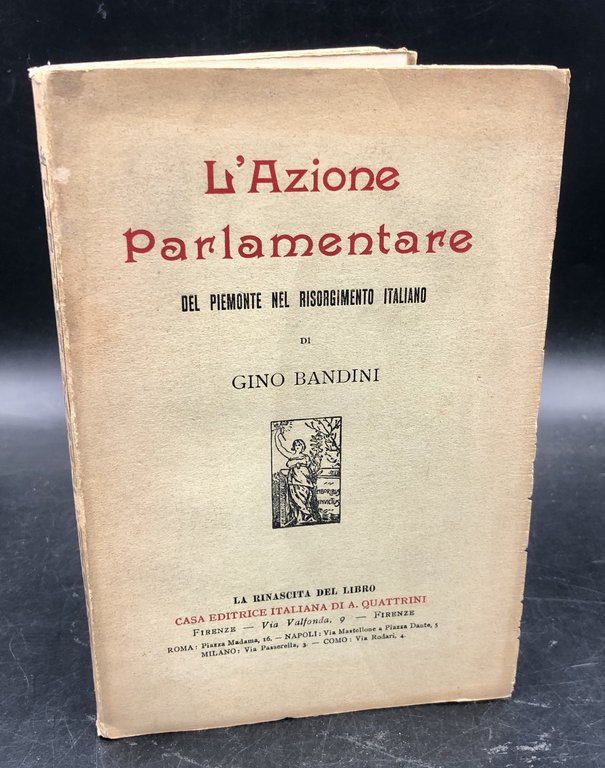 L'Azione
Parlamentare
DEL PIEMONTE NEL RISORGIMENTO ITALIANO
DI
GINO BANDINI
LA RINASCITA DEL LIBRO
CASA EDITRICE ITALIANA DI A. QUATTRINI
FIRENZE — Via Valfonda, 9 — FIRENZE
ROMA: Piazza Madama, 16. — NAPOLI: Via Mastellone a Piazza Dante, 5
MILANO: Via Passerella, 3. — COMO: Via Rodari, 4.